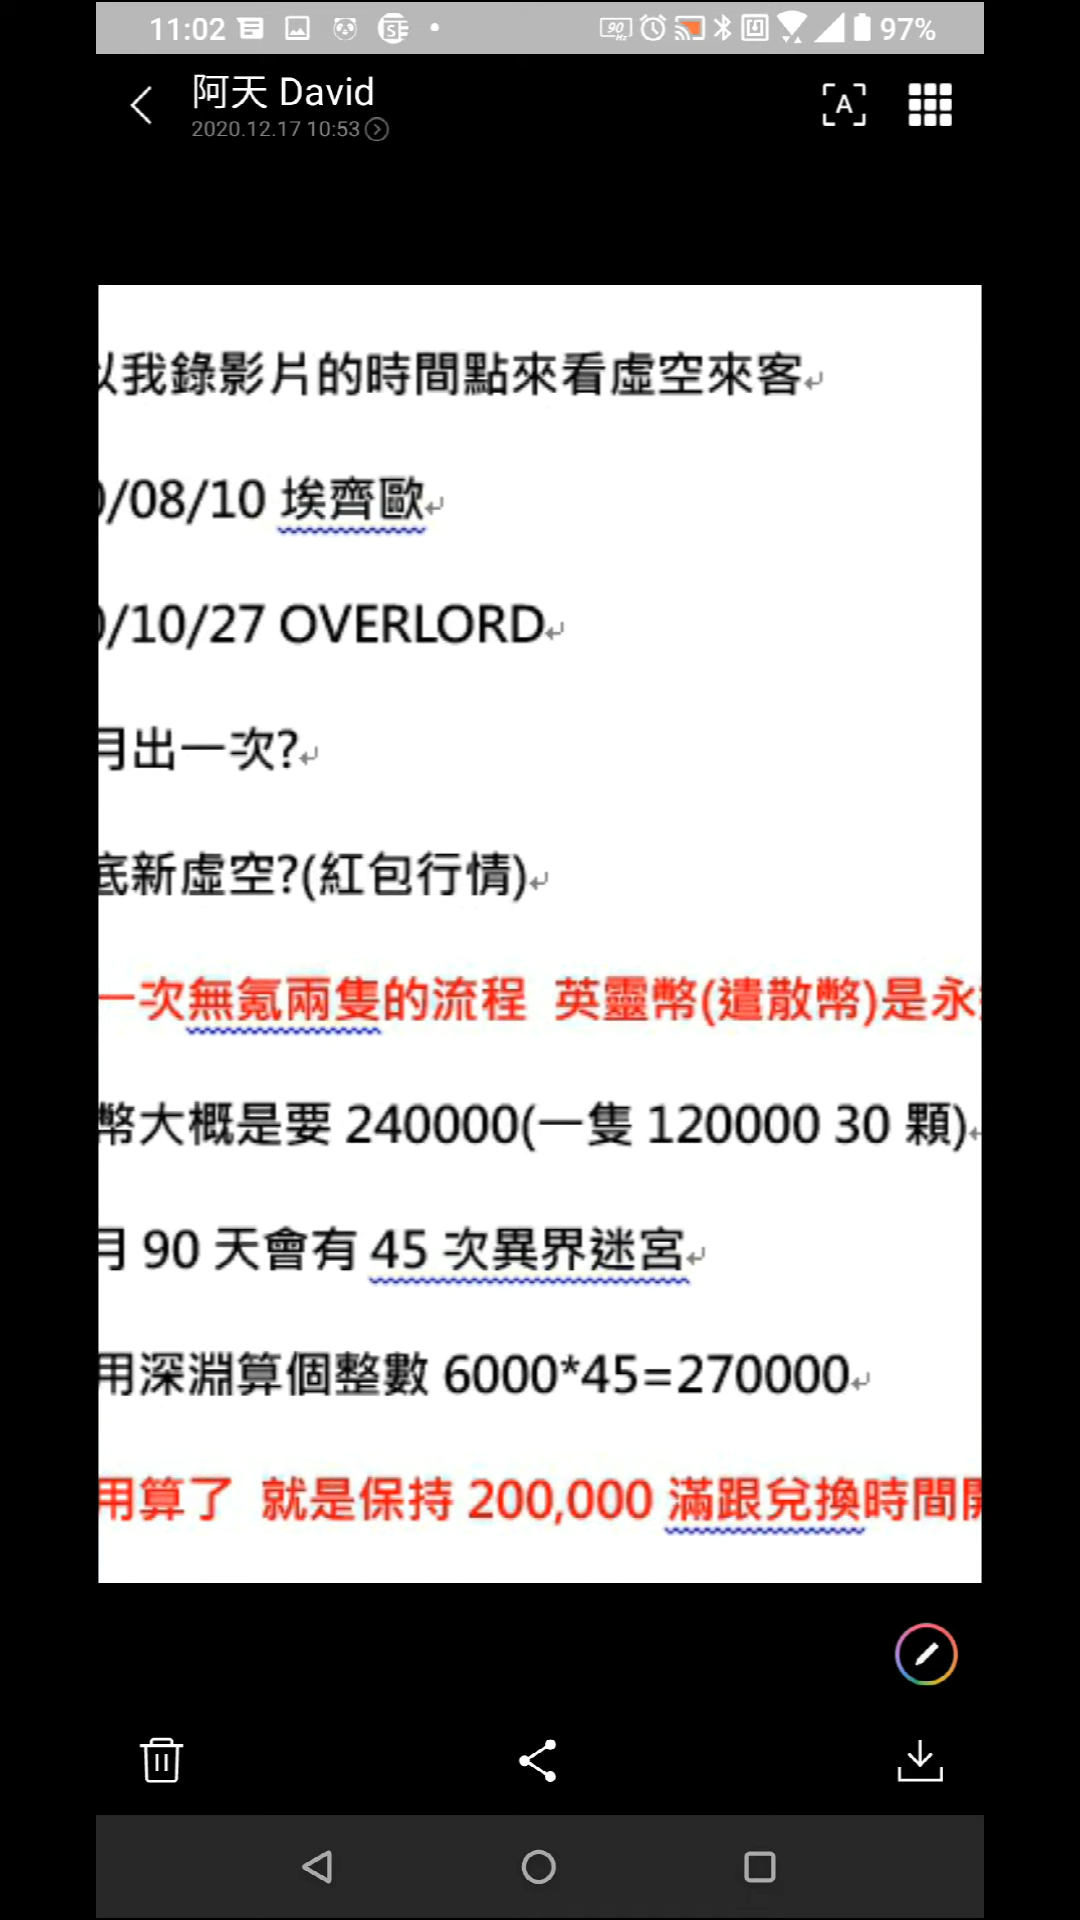 11:02 90 Hz 97%
阿天 David
2020.12.17 10:53
A
以我錄影片的時間點來看虛空來客
0/08/10 埃齊歐
0/10/27 OVERLORD
月出一次?
底新虛空?(紅包行情)
一次無氪兩隻的流程 英靈幣(遣散幣)是永
幣大概是要 240000(一隻 120000 30 顆)
月 90 天會有 45 次異界迷宮
用深淵算個整數 6000*45=270000
用算了 就是保持 200,000 滿跟兌換時間開